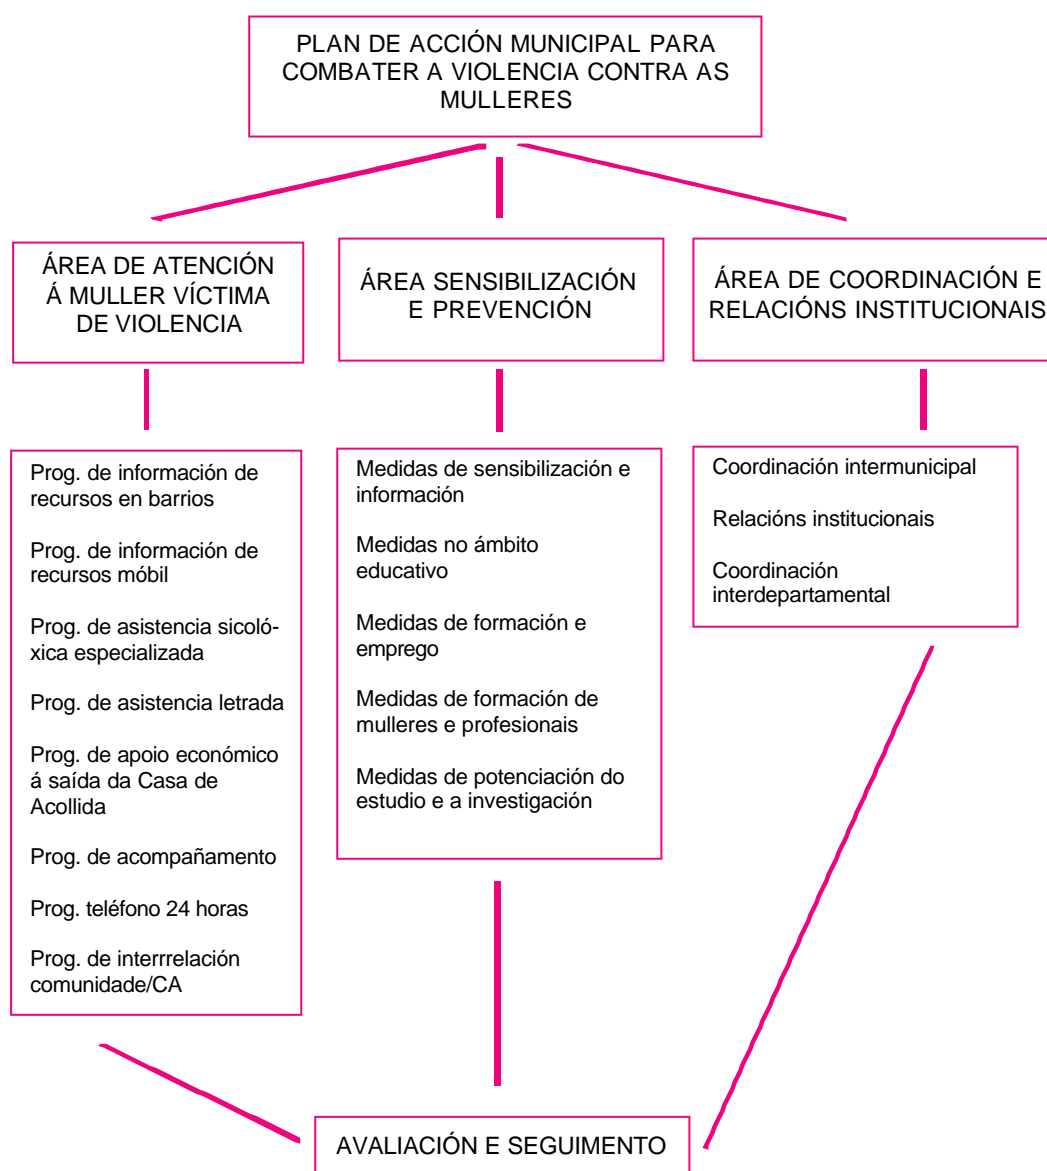 PLAN DE ACCIÓN MUNICIPAL PARA
COMBATER A VIOLENCIA CONTRA AS
MULLERES
ÁREA DE ATENCIÓN
Á MULLER VÍCTIMA
DE VIOLENCIA
ÁREA SENSIBILIZACIÓN
E PREVENCIÓN
ÁREA DE COORDINACIÓN E
RELACIÓNS INSTITUCIONAIS
Prog. de información de
recursos en barrios
Prog. de información de
recursos móbil
Prog. de asistencia sicoló-
xica especializada
Prog. de asistencia letrada
Prog. de apoio económico
á saída da Casa de
Acollida
Prog. de acompañamento
Prog. teléfono 24 horas
Prog. de interrrelación
comunidade/CA
Medidas de sensibilización e
información
Medidas no ámbito
educativo
Medidas de formación e
emprego
Medidas de formación de
mulleres e profesionais
Medidas de potenciación do
estudio e a investigación
Coordinación intermunicipal
Relacións institucionais
Coordinación
interdepartamental
AVALIACIÓN E SEGUIMENTO